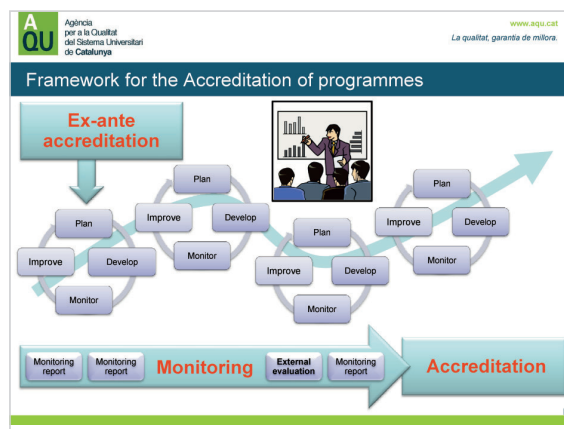 AQU
Agència
per a la Qualitat
del Sistema Universitari
de Catalunya
www.aqu.cat
La qualitat, garantia de millora.
Framework for the Accreditation of programmes
Ex-ante
accreditation
Plan
Improve
Develop
Monitor
Plan
Improve
Develop
Monitor
Plan
Improve
Develop
Monitor
Plan
Improve
Develop
Monitor
Monitoring
report
Monitoring
report
Monitoring
External
evaluation
Monitoring
report
Accreditation